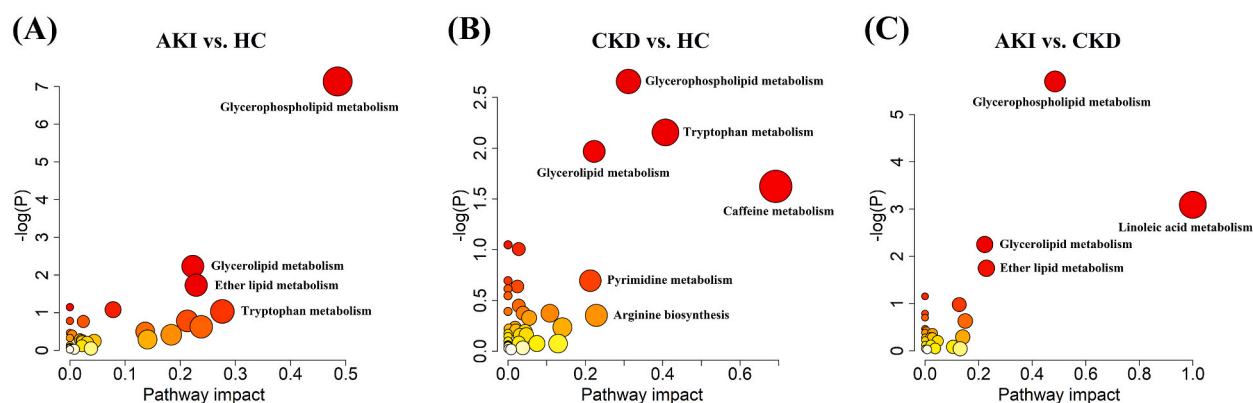 (A)
AKI vs. HC
7
6
5
4
3
2
1
0
-log(P)
Glycerophospholipid metabolism
Glycerolipid metabolism
Ether lipid metabolism
Tryptophan metabolism
0.0 0.1 0.2 0.3 0.4 0.5
Pathway impact
(B)
CKD vs. HC
2.5
2.0
1.5
1.0
0.5
0.0
-log(P)
Glycerophospholipid metabolism
Tryptophan metabolism
Glycerolipid metabolism
Caffeine metabolism
Pyrimidine metabolism
Arginine biosynthesis
0.0 0.2 0.4 0.6
Pathway impact
(C)
AKI vs. CKD
5
4
3
2
1
0
-log(P)
Glycerophospholipid metabolism
Linoleic acid metabolism
Glycerolipid metabolism
Ether lipid metabolism
0.0 0.2 0.4 0.6 0.8 1.0
Pathway impact